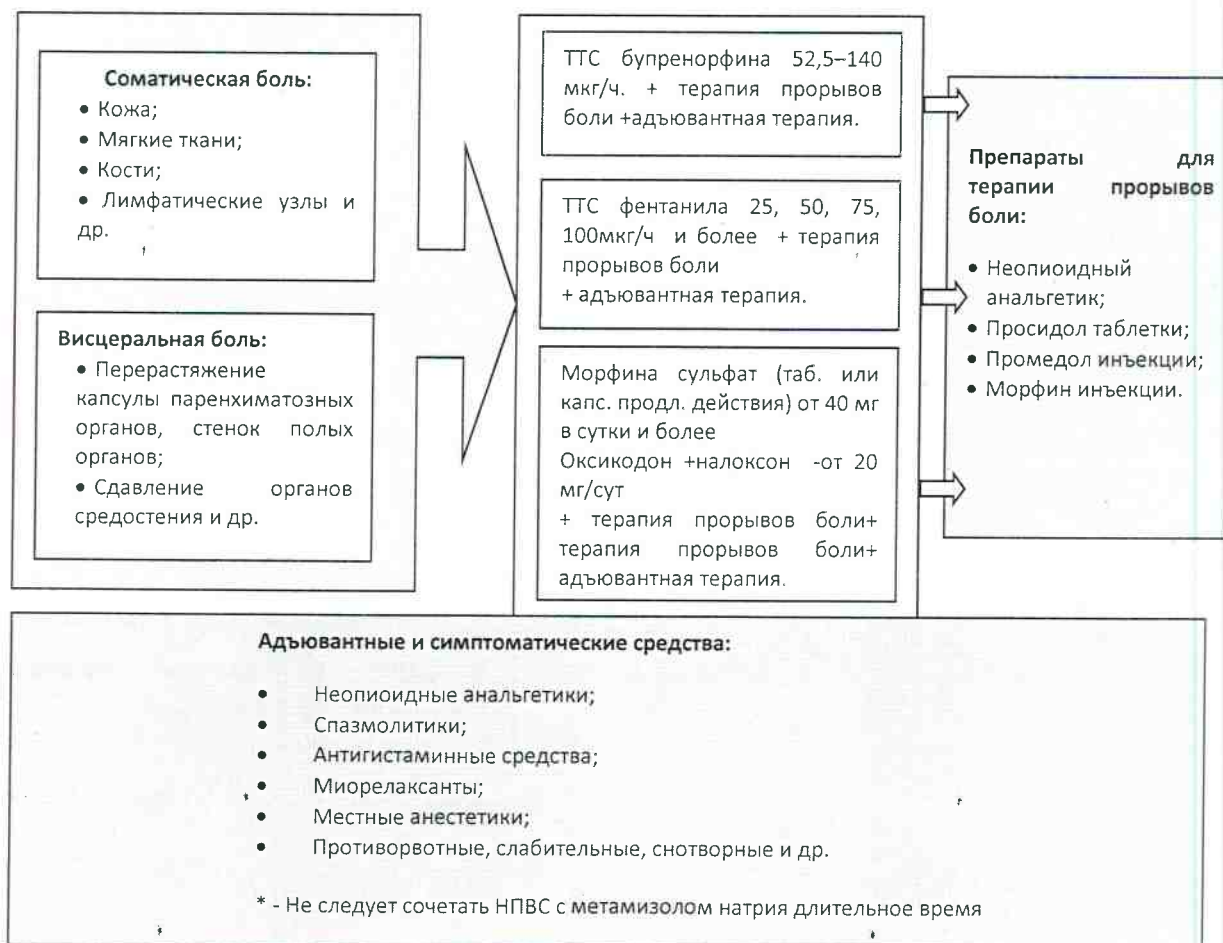 Соматическая боль:
• Кожа;
• Мягкие ткани;
• Кости;
• Лимфатические узлы и
др.
Висцеральная боль:
• Перерастяжение
капсулы паренхиматозных
органов, стенок полых
органов;
• Сдавление органов
средостения и др.
ТТС бупренорфина 52,5–140
мкг/ч. + терапия прорывов
боли +адъювантная терапия.
ТТС фентанила 25, 50, 75,
100мкг/ч и более + терапия
прорывов боли
+ адъювантная терапия.
Морфина сульфат (таб. или
капс. продл. действия) от 40 мг
в сутки и более
Оксикодон +налоксон -от 20
мг/сут
+ терапия прорывов боли+
терапия прорывов боли+
адъювантная терапия.
Препараты для
терапии прорывов
боли:
• Неопиоидный
анальгетик;
• Просидол таблетки;
• Промедол инъекции;
• Морфин инъекции.
Адъювантные и симптоматические средства:
• Неопиоидные анальгетики;
• Спазмолитики;
• Антигистаминные средства;
• Миорелаксанты;
• Местные анестетики;
• Противорвотные, слабительные, снотворные и др.
* - Не следует сочетать НПВС с метамизолом натрия длительное время